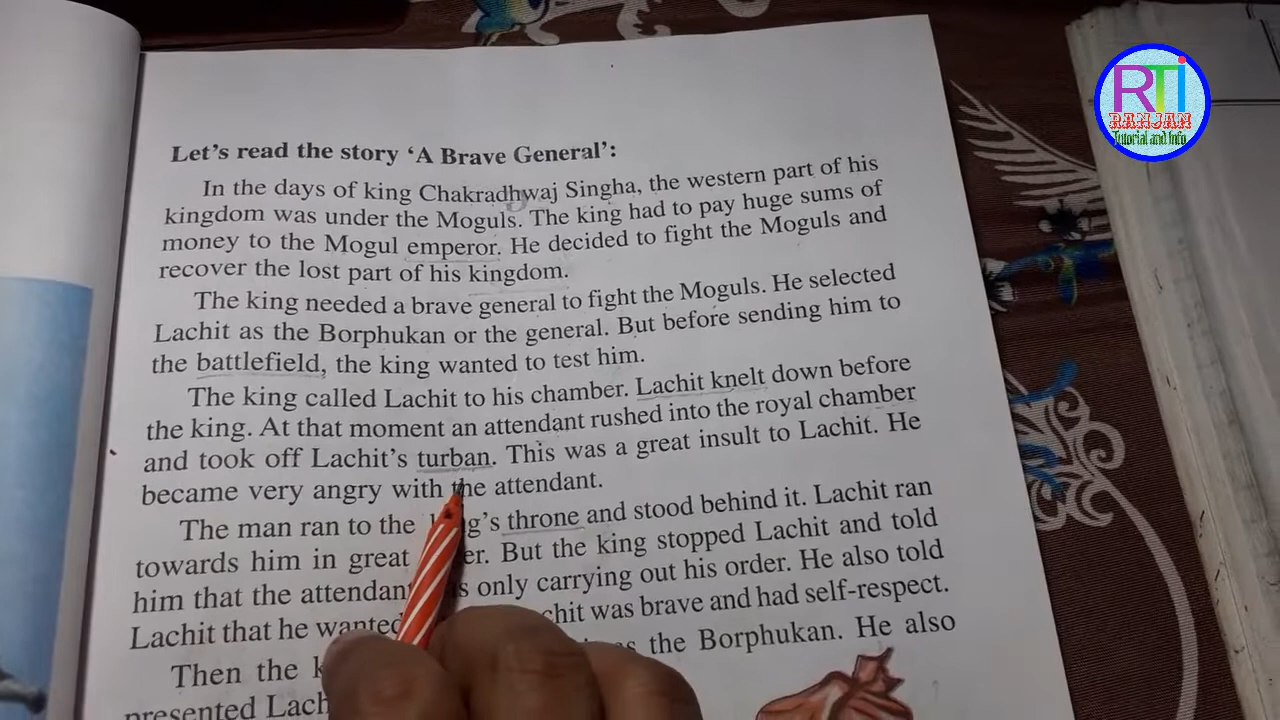 Let's read the story 'A Brave General':
In the days of king Chakradhwaj Singha, the western part of his
kingdom was under the Moguls. The king had to pay huge sums of
money to the Mogul emperor. He decided to fight the Moguls and
recover the lost part of his kingdom.
The king needed a brave general to fight the Moguls. He selected
Lachit as the Borphukan or the general. But before sending him to
the battlefield, the king wanted to test him.
The king called Lachit to his chamber. Lachit knelt down before
the king. At that moment an attendant rushed into the royal chamber
and took off Lachit's turban. This was a great insult to Lachit. He
became very angry with the attendant.
The man ran to the throne and stood behind it. Lachit ran
towards him in great But the king stopped Lachit and told
him that the only carrying out his order. He also told
Lachit that he wanted was brave and had self-respect.
Then the the Borphukan. He also
presented
RTI
RANJAN
Tutorial and Info